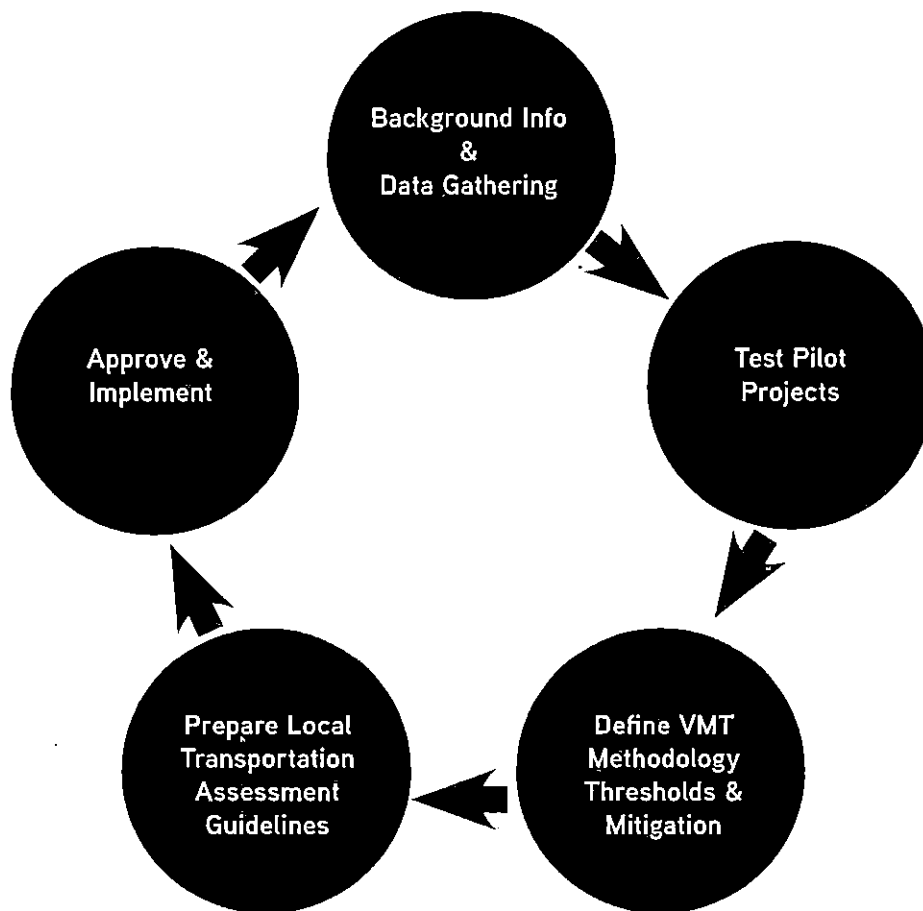 Background Info
&
Data Gathering
Test Pilot
Projects
Define VMT
Methodology
Thresholds &
Mitigation
Prepare Local
Transportation
Assessment
Guidelines
Approve &
Implement